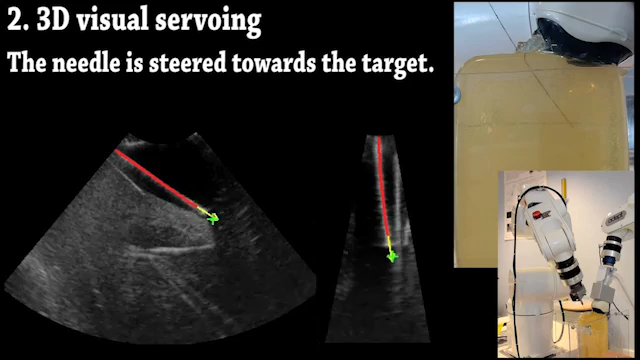 2. 3D visual servoing
The needle is steered towards the target.